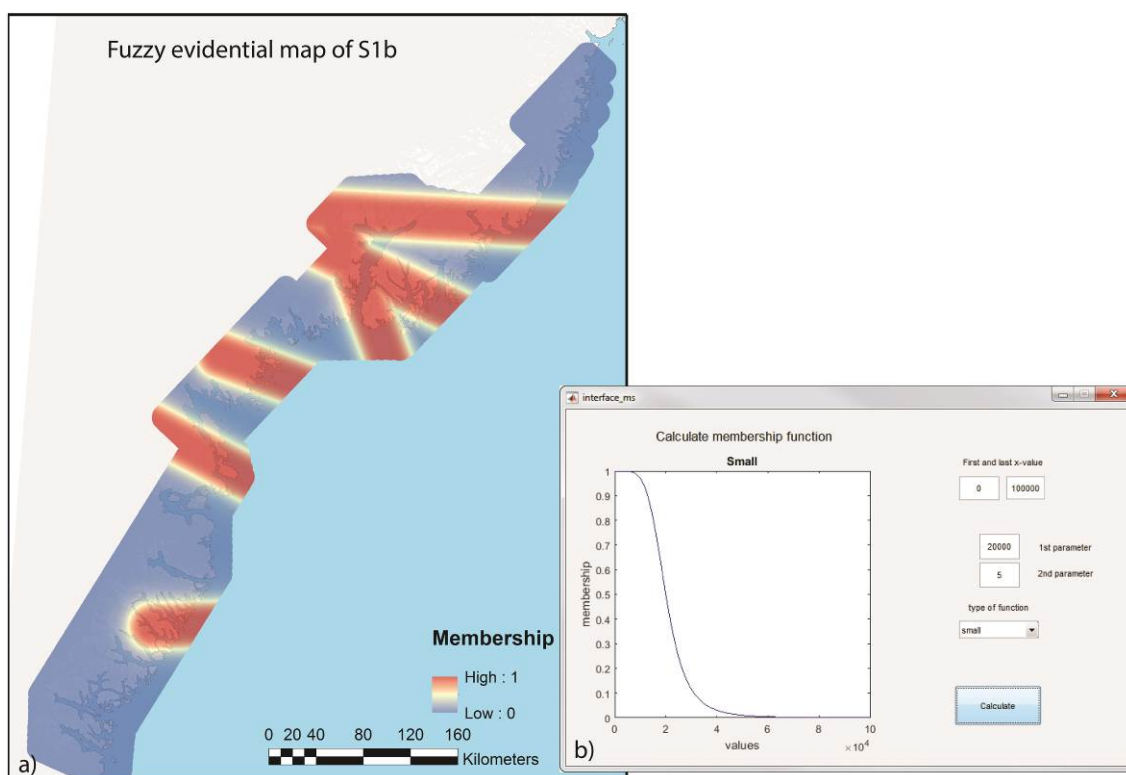 Fuzzy evidential map of S1b
Membership
High : 1
Low : 0
0 20 40 80 120 160
Kilometers
a)
interface_ms
Calculate membership function
Small
1
0.9
0.8
0.7
0.6
0.5
0.4
0.3
0.2
0.1
0
membership
0 2 4 6 8 10
values
×10⁴
First and last x-value
0 100000
20000 1st parameter
5 2nd parameter
type of function
small
Calculate
b)